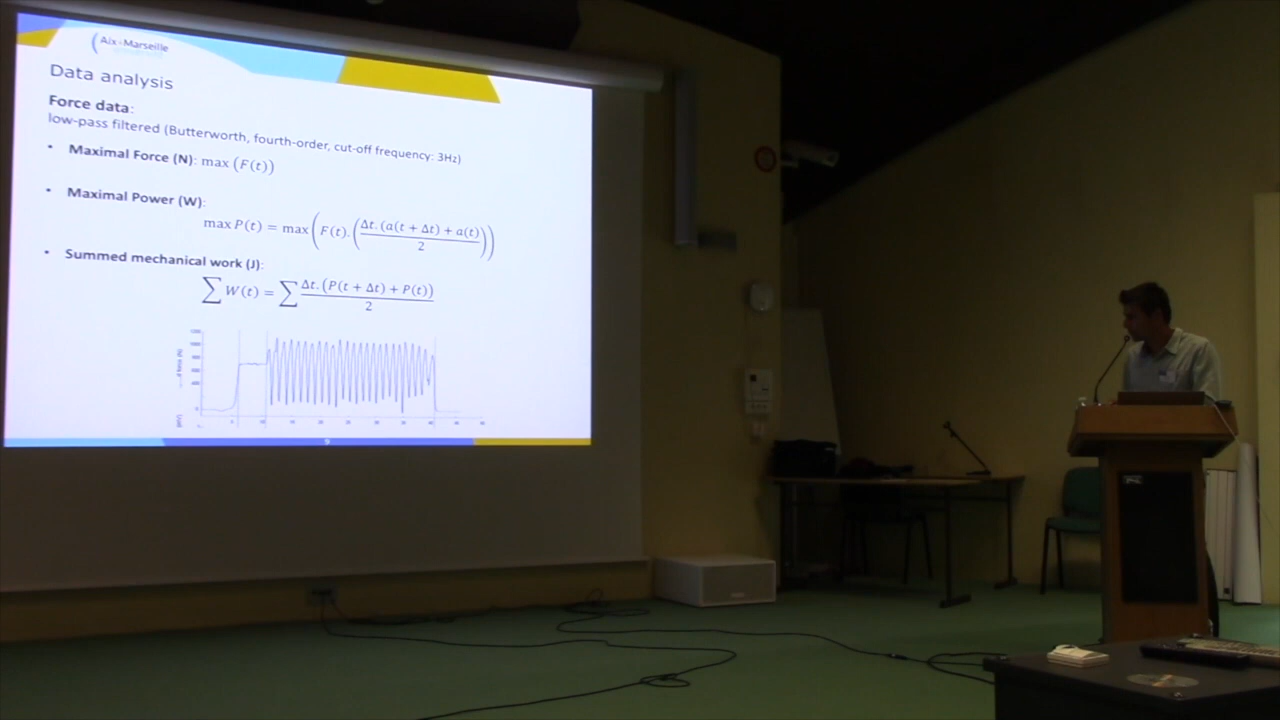 Aix*Marseille
Data analysis
Force data:
low-pass filtered (Butterworth, fourth-order, cut-off frequency: 3Hz)
• Maximal Force (N): max (F(t))
• Maximal Power (W):
max P(t) = max(F(t).(Δt.(a(t + Δt) + a(t))/2))
• Summed mechanical work (J):
∑ W(t) = ∑ Δt.(P(t + Δt) + P(t))/2
9